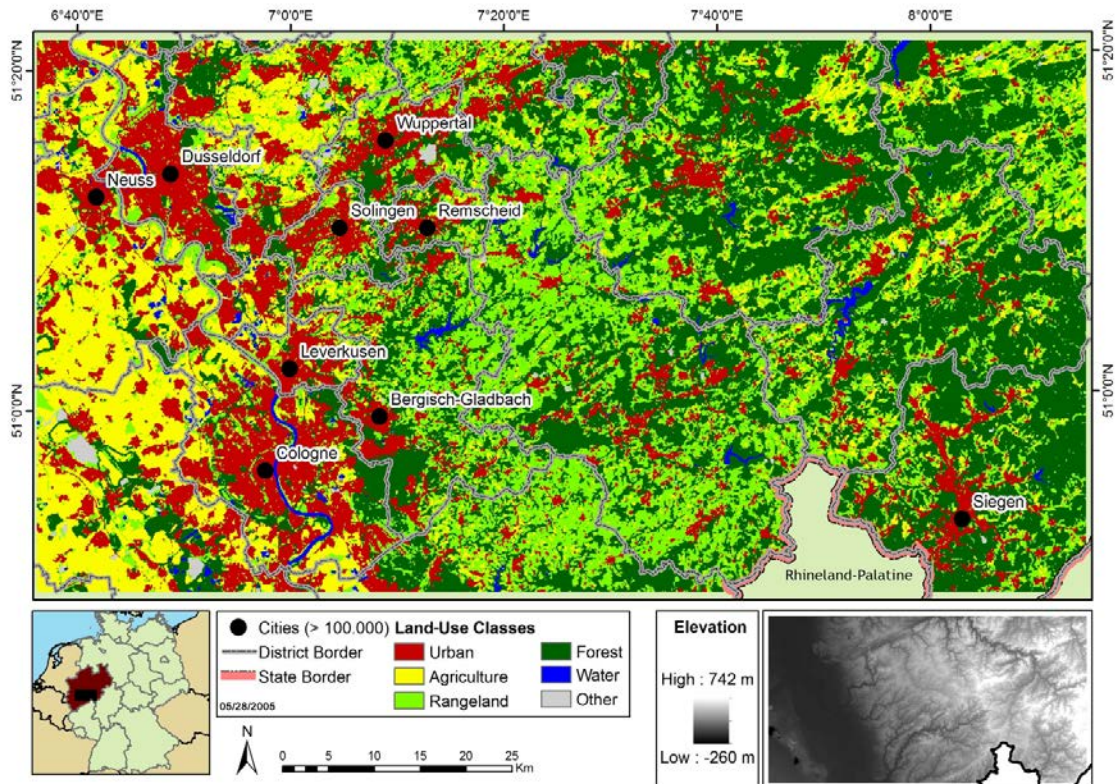 6°40'0"E 7°0'0"E 7°20'0"E 7°40'0"E 8°0'0"E
51°20'0"N 51°20'0"N
Wuppertal
Dusseldorf
Neuss
Solingen Remscheid
Leverkusen
51°0'0"N 51°0'0"N
Bergisch-Gladbach
Cologne
Siegen
Rhineland-Palatine
Cities (> 100.000) Land-Use Classes
District Border Urban Forest
State Border Agriculture Water
05/28/2005 Rangeland Other
N
0 5 10 15 20 25
Km
Elevation
High : 742 m
Low : -260 m